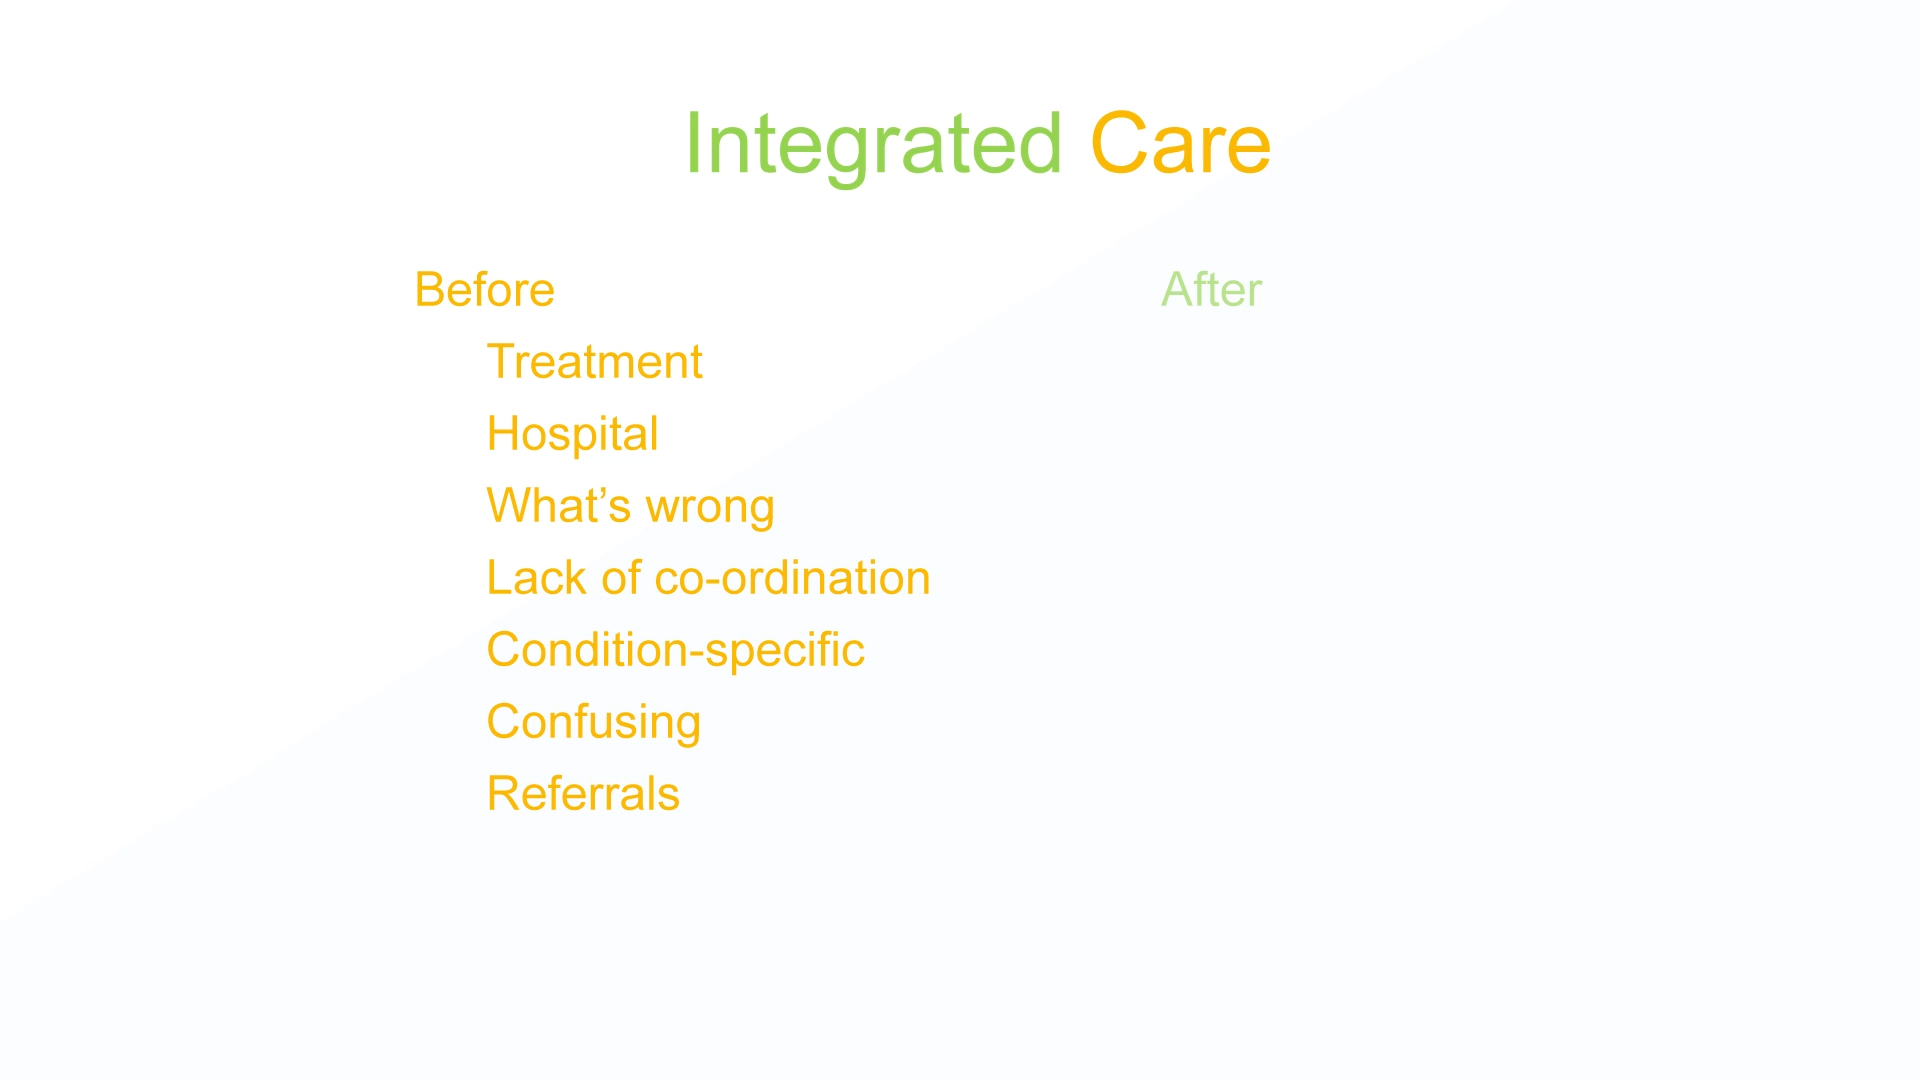 Integrated Care
Before
Treatment
Hospital
What’s wrong
Lack of co-ordination
Condition-specific
Confusing
Referrals
After